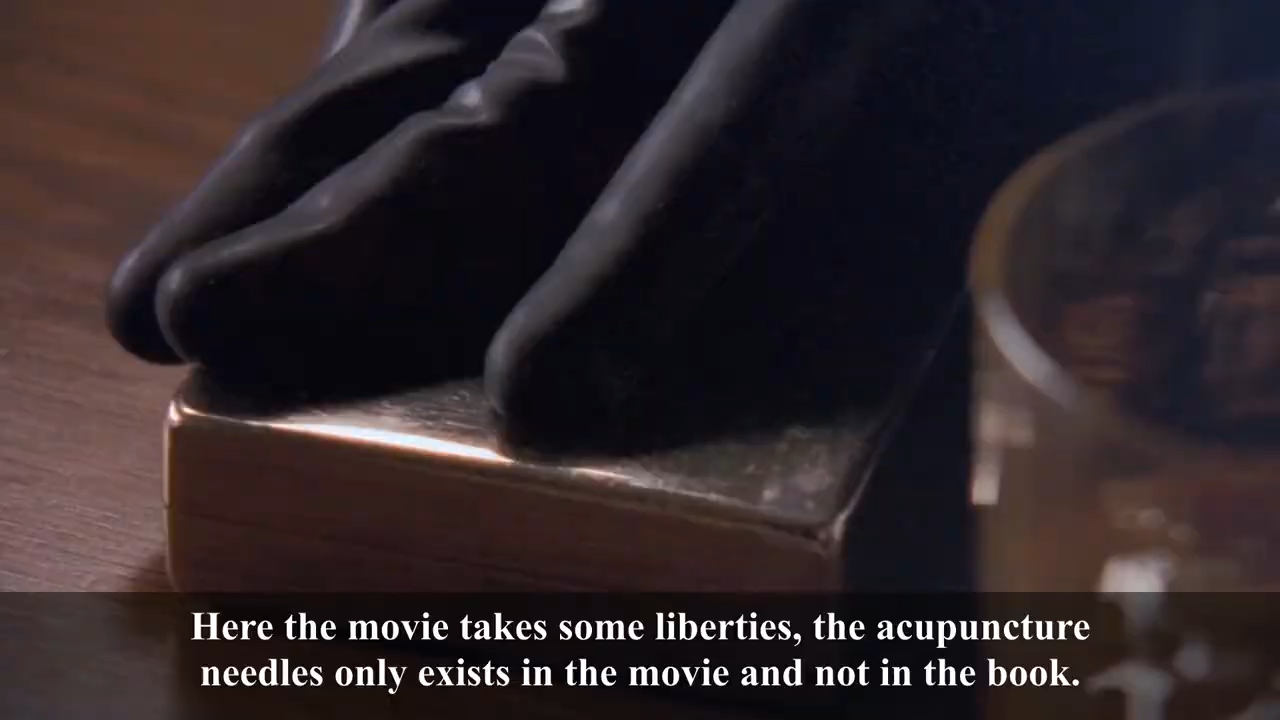 Here the movie takes some liberties, the acupuncture
needles only exists in the movie and not in the book.